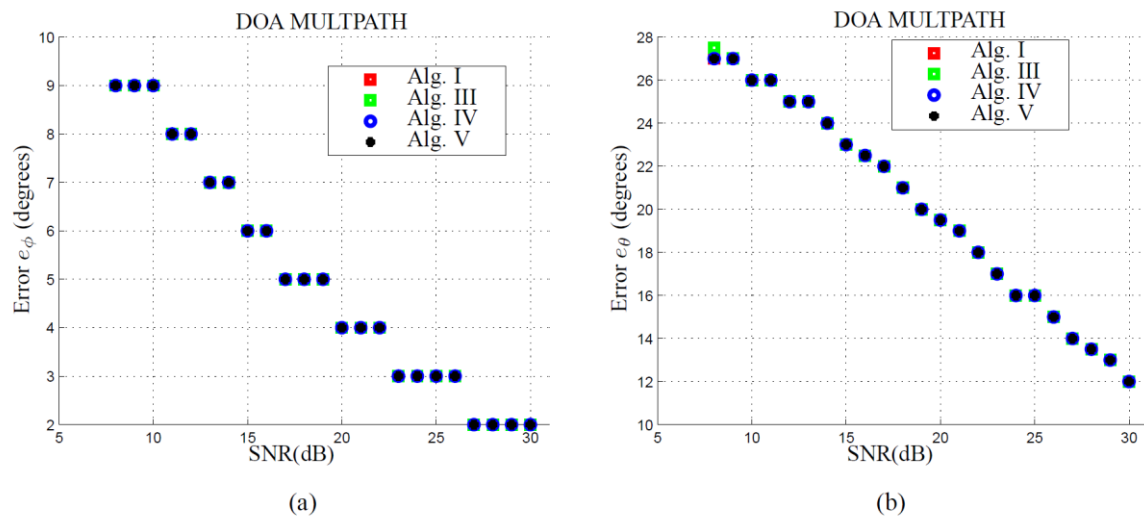 DOA MULTPATH
10
9
8
7
6
5
4
3
2
Error eϕ (degrees)
Alg. I
Alg. III
Alg. IV
Alg. V
5 10 15 20 25 30
SNR(dB)
(a)
DOA MULTPATH
28
26
24
22
20
18
16
14
12
10
Error eθ (degrees)
Alg. I
Alg. III
Alg. IV
Alg. V
5 10 15 20 25 30
SNR(dB)
(b)